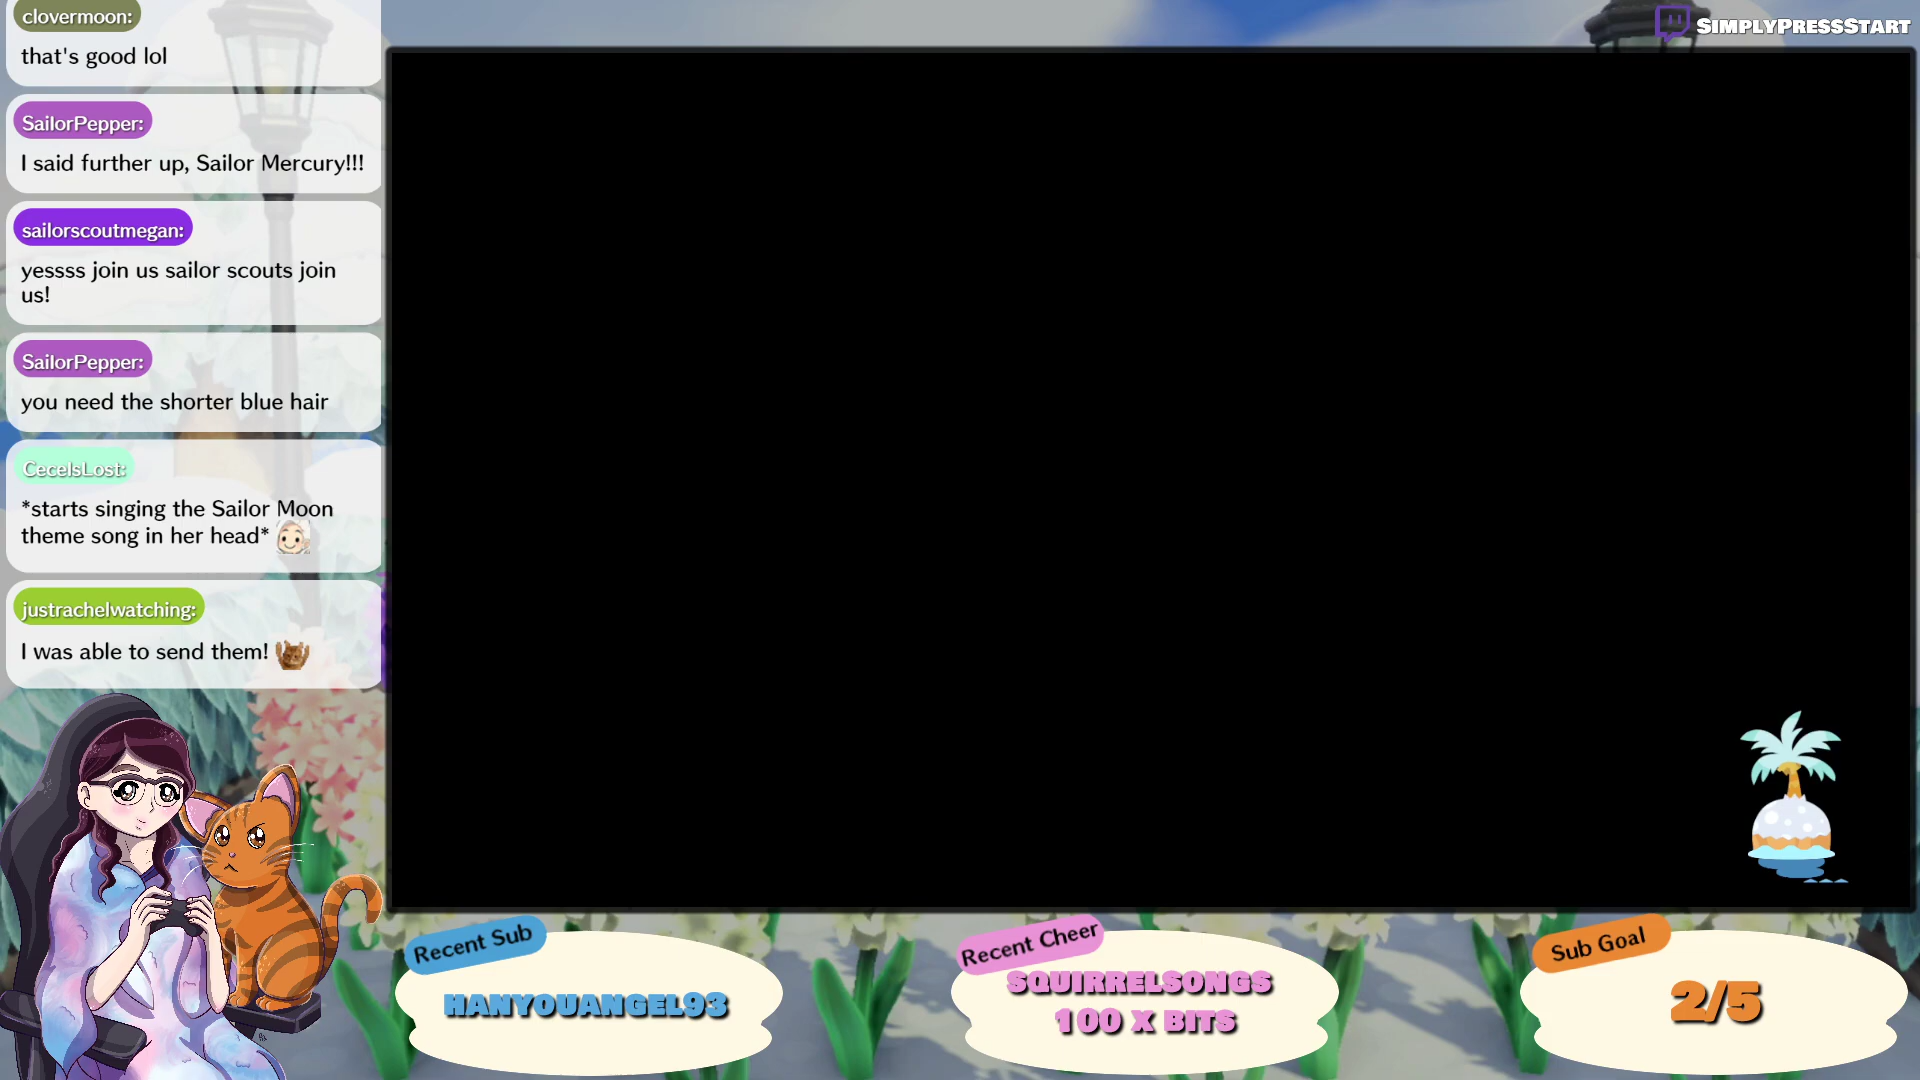 clovermoon:
that's good lol
SailorPepper:
I said further up, Sailor Mercury!!!
sailorscoutmegan:
yessss join us sailor scouts join
us!
SailorPepper:
you need the shorter blue hair
CeceIsLost:
*starts singing the Sailor Moon
theme song in her head*
justrachelwatching:
I was able to send them!
SimplyPressStart
Recent Sub
hanyouangel93
Recent Cheer
squirrelsongs
100 x bits
Sub Goal
2/5